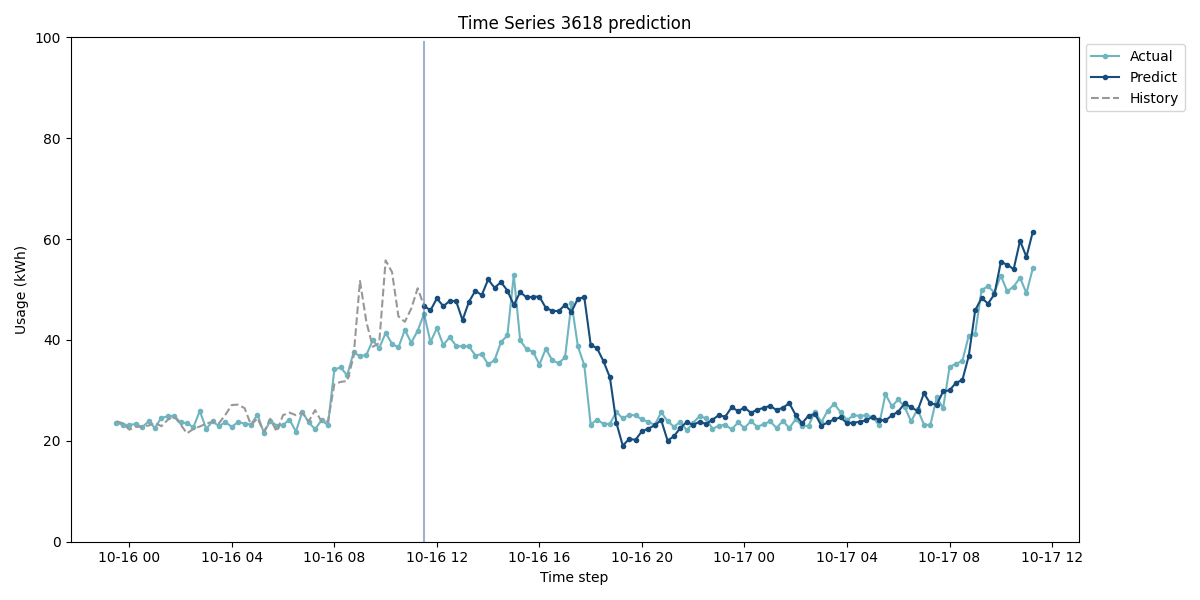 Time Series 3618 prediction
100
80
60
40
20
0
Usage (kWh)
10-16 00
10-16 04
10-16 08
10-16 12
10-16 16
10-16 20
10-17 00
10-17 04
10-17 08
10-17 12
Time step
Actual
Predict
History